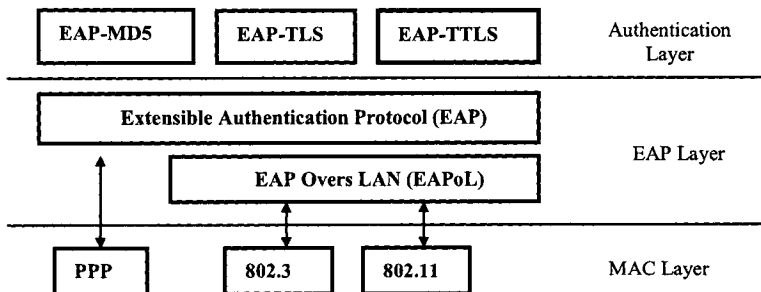 EAP-MD5 EAP-TLS EAP-TTLS Authentication
Layer
Extensible Authentication Protocol (EAP)
EAP Layer
EAP Overs LAN (EAPoL)
PPP 802.3 802.11 MAC Layer